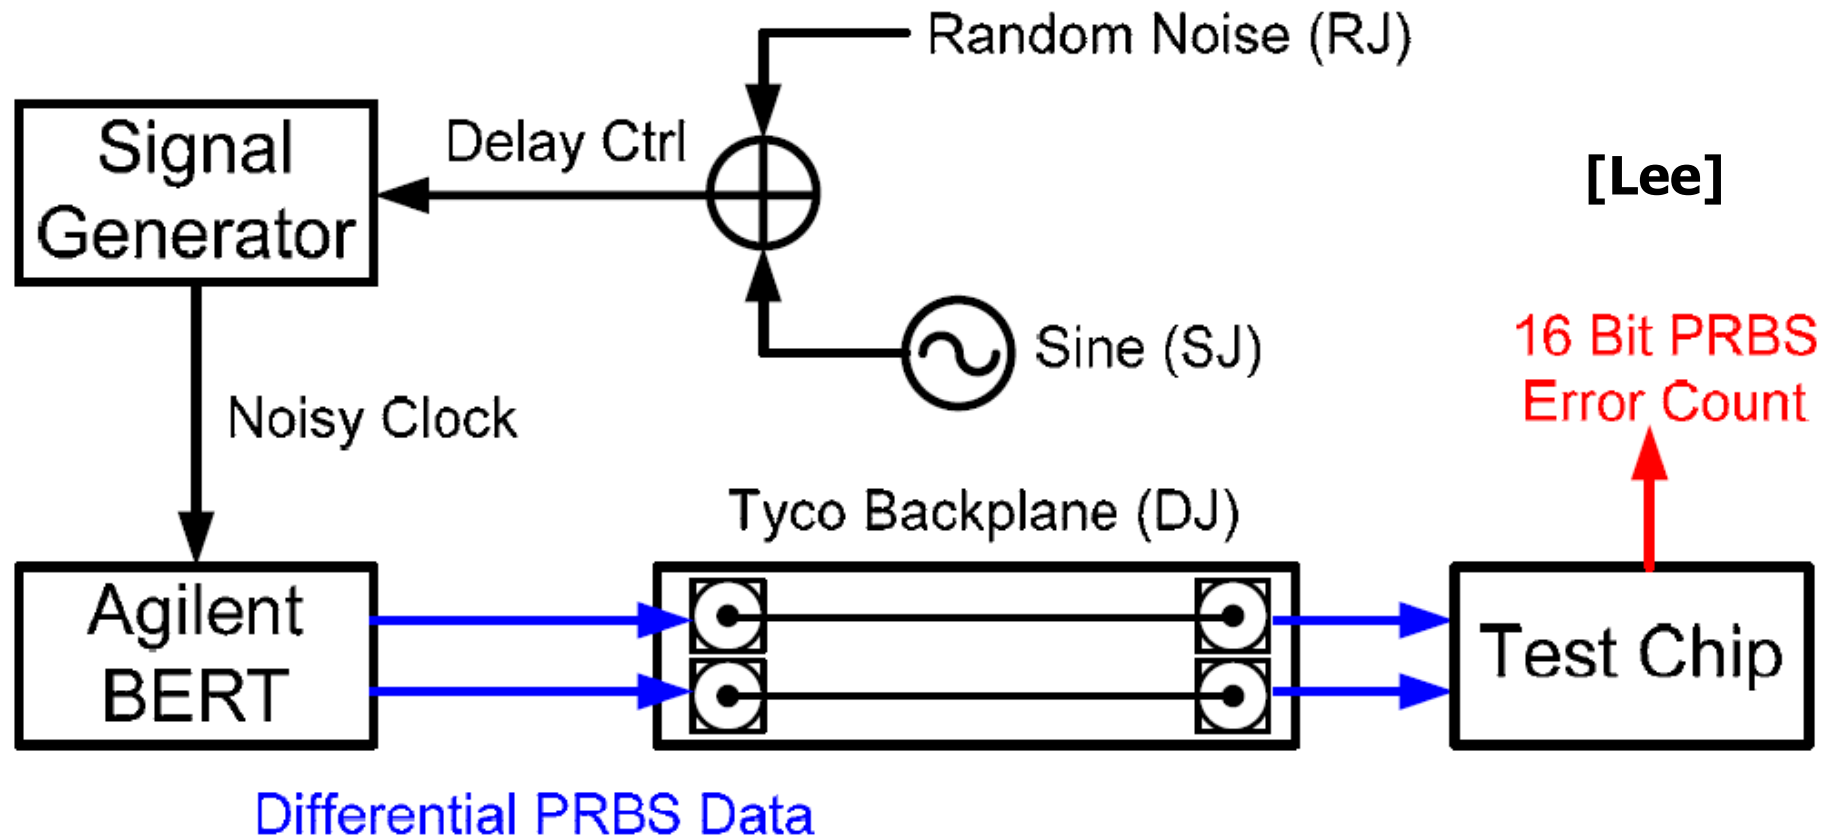 Random Noise (RJ)
Signal
Generator
Delay Ctrl
[Lee]
Sine (SJ)
16 Bit PRBS
Error Count
Noisy Clock
Tyco Backplane (DJ)
Agilent
BERT
Test Chip
Differential PRBS Data